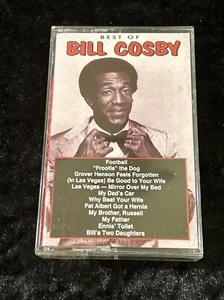 BEST OF
BILL COSBY
Football
"Froofie" the Dog
Grover Henson Feels Forgotten
(In Las Vegas) Be Good to Your Wife
Las Vegas — Mirror Over My Bed
My Dad's Car
Why Beat Your Wife
Fat Albert Got a Hernia
My Brother, Russell
My Father
Ennis' Toilet
Bill's Two Daughters